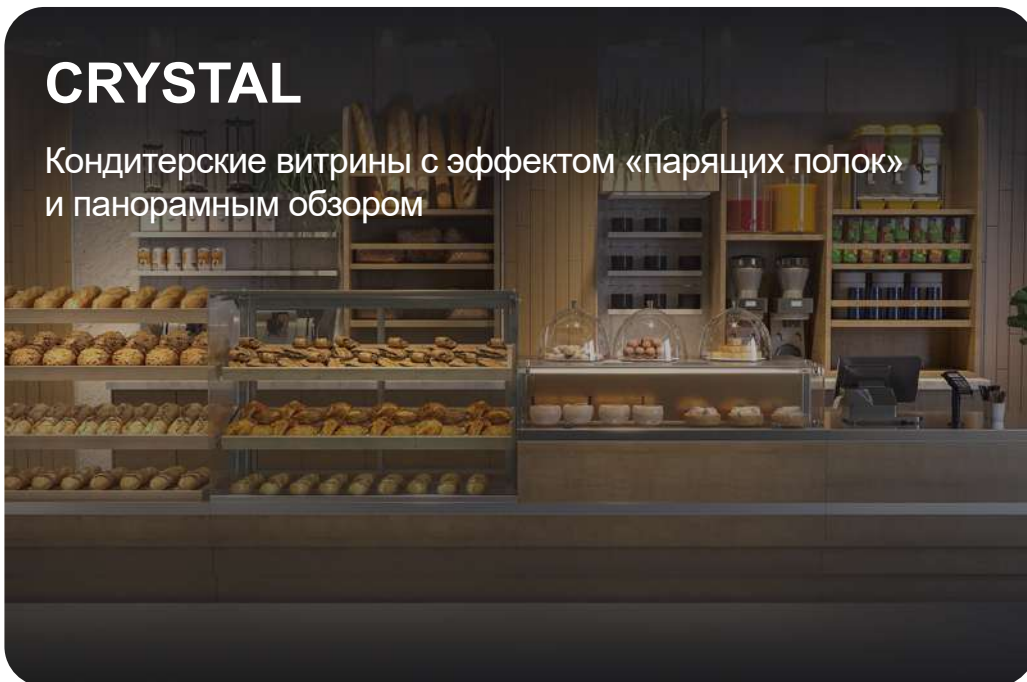 CRYSTAL
Кондитерские витрины с эффектом «парящих полок»
и панорамным обзором